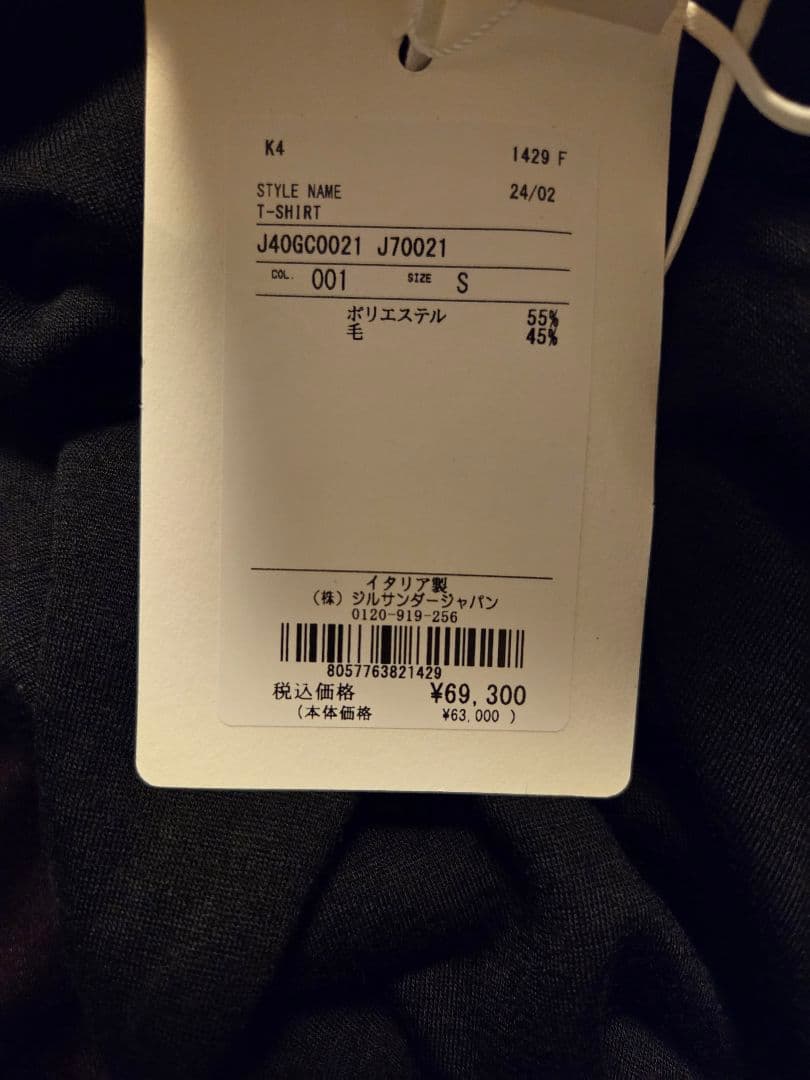 K4 1429 F
STYLE NAME 24/02
T-SHIRT
J40GC0021 J70021
COL. 001 SIZE S
ポリエステル 55%
毛 45%
イタリア製
(株) ジルサンダージャパン
0120-919-256
8057763821429
税込価格 ¥69,300
(本体価格 ¥63,000 )